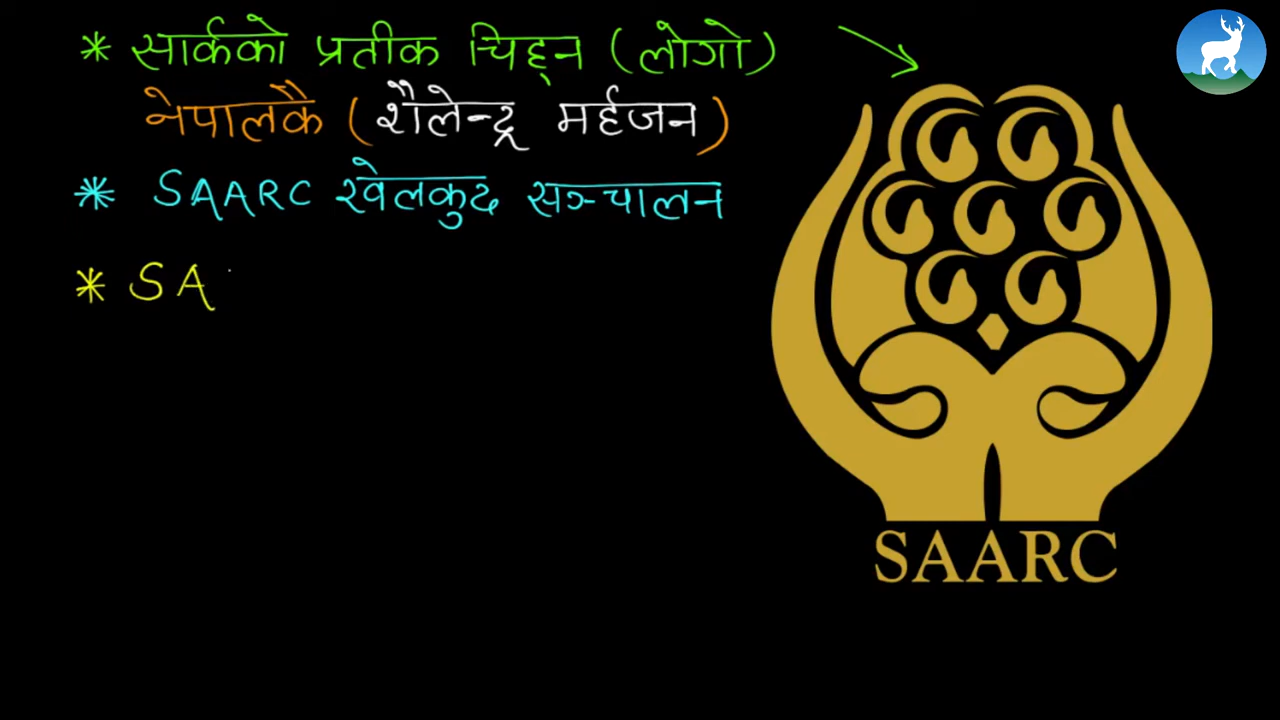 * सार्कको प्रतीक चिह्न (लोगो)
नेपालकै (शैलेन्द्र मर्हजन)
* SAARC खेलकुद सञ्चालन
* SA
SAARC